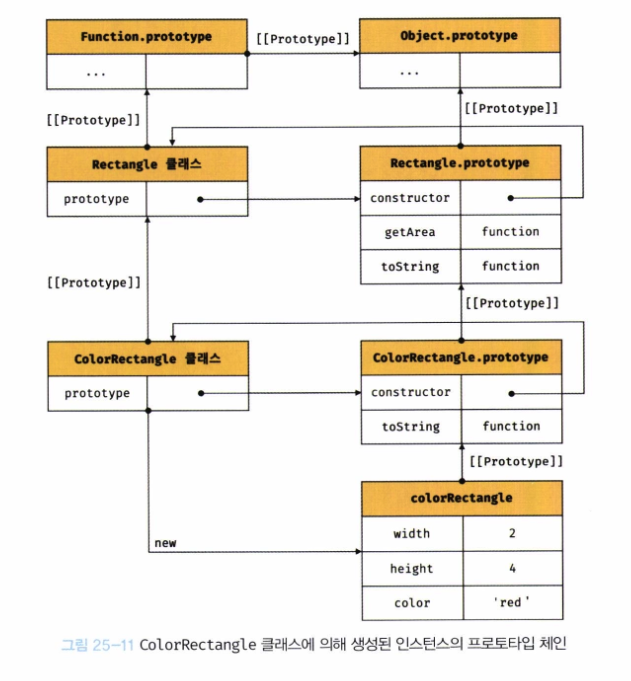 Function.prototype
...
[[Prototype]]
Object.prototype
...
[[Prototype]]
Rectangle 클래스
prototype
Rectangle.prototype
constructor
getArea function
toString function
[[Prototype]]
[[Prototype]]
ColorRectangle 클래스
prototype
ColorRectangle.prototype
constructor
toString function
[[Prototype]]
new
colorRectangle
width 2
height 4
color 'red'
그림 25-11 ColorRectangle 클래스에 의해 생성된 인스턴스의 프로토타입 체인